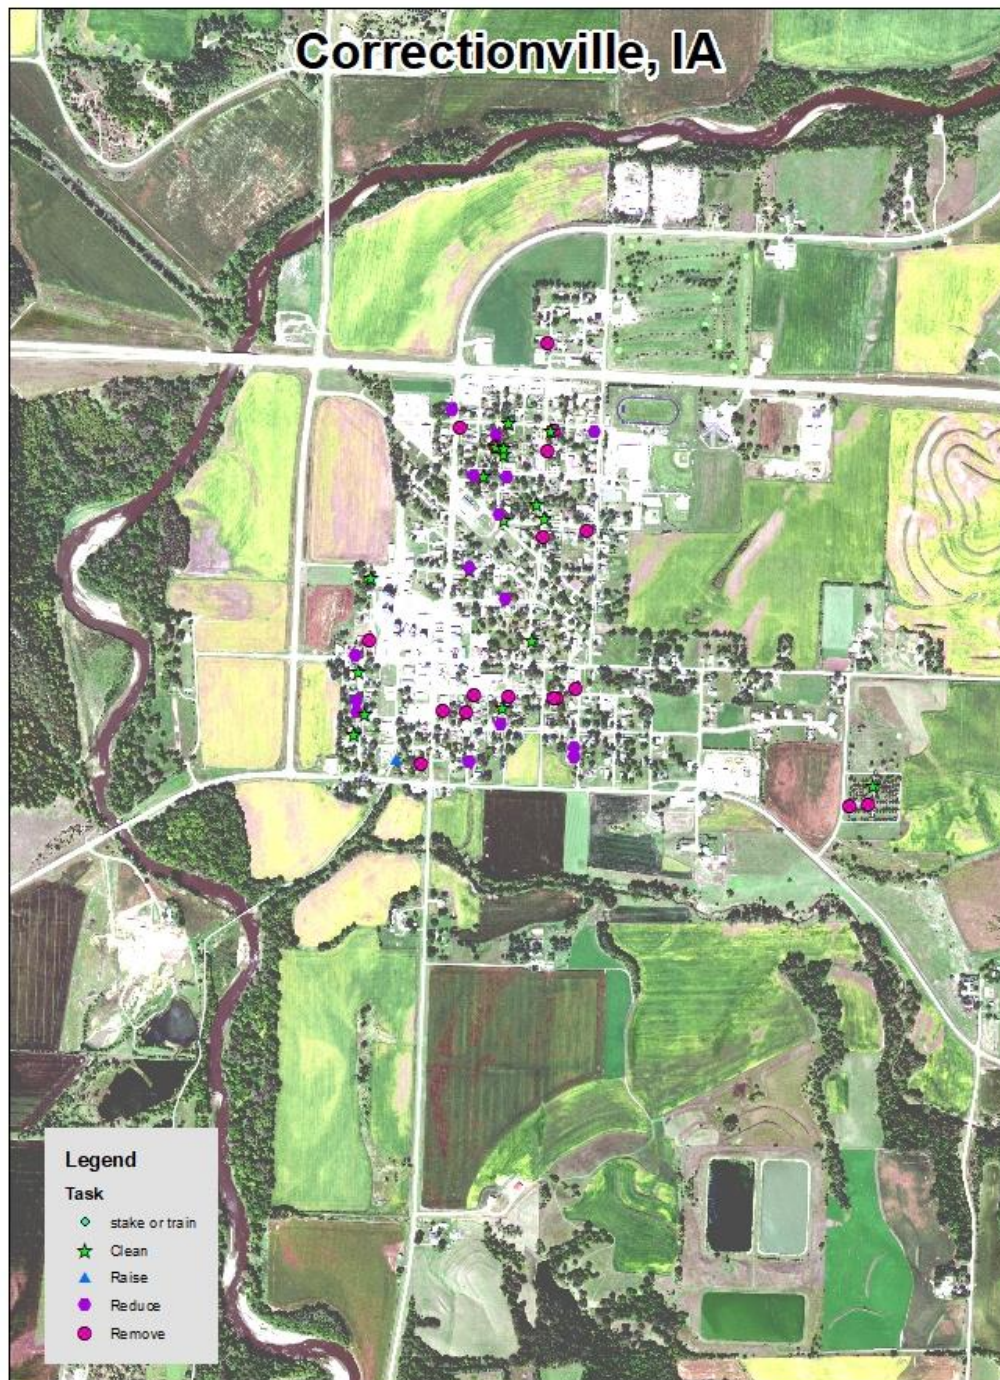 Correctionville, IA
Legend
Task
stake or train
Clean
Raise
Reduce
Remove